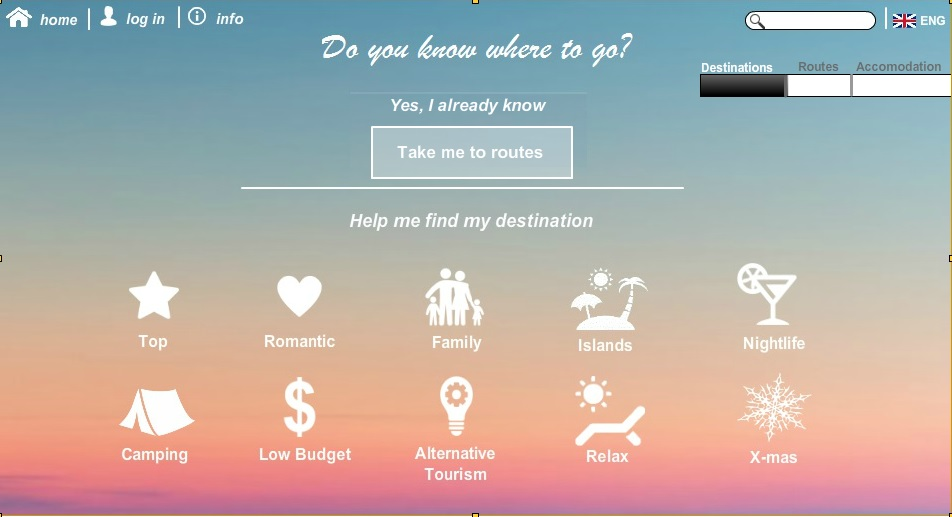 home log in info ENG
Do you know where to go?
Destinations Routes Accomodation
Yes, I already know
Take me to routes
Help me find my destination
Top Romantic Family Islands Nightlife
Camping Low Budget Alternative Tourism Relax X-mas